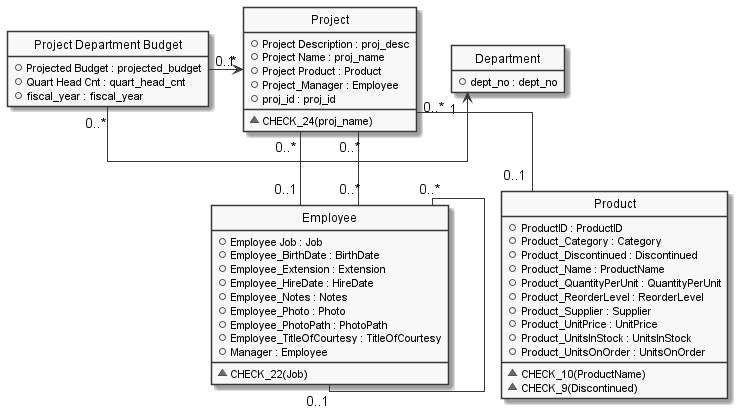 Project
Project Description : proj_desc
Project Name : proj_name
Project Product : Product
Project_Manager : Employee
proj_id : proj_id
CHECK_24(proj_name)
Project Department Budget
Projected Budget : projected_budget
Quart Head Cnt : quart_head_cnt
fiscal_year : fiscal_year
Department
dept_no : dept_no
0..*
1
0..*
1
0..*
0..1
0..*
0..1
0..*
0..*
0..*
0..1
Employee
Employee Job : Job
Employee_BirthDate : BirthDate
Employee_Extension : Extension
Employee_HireDate : HireDate
Employee_Notes : Notes
Employee_Photo : Photo
Employee_PhotoPath : PhotoPath
Employee_TitleOfCourtesy : TitleOfCourtesy
Manager : Employee
CHECK_22(Job)
Product
ProductID : ProductID
Product_Category : Category
Product_Discontinued : Discontinued
Product_Name : ProductName
Product_QuantityPerUnit : QuantityPerUnit
Product_ReorderLevel : ReorderLevel
Product_Supplier : Supplier
Product_UnitPrice : UnitPrice
Product_UnitsInStock : UnitsInStock
Product_UnitsOnOrder : UnitsOnOrder
CHECK_10(ProductName)
CHECK_9(Discontinued)